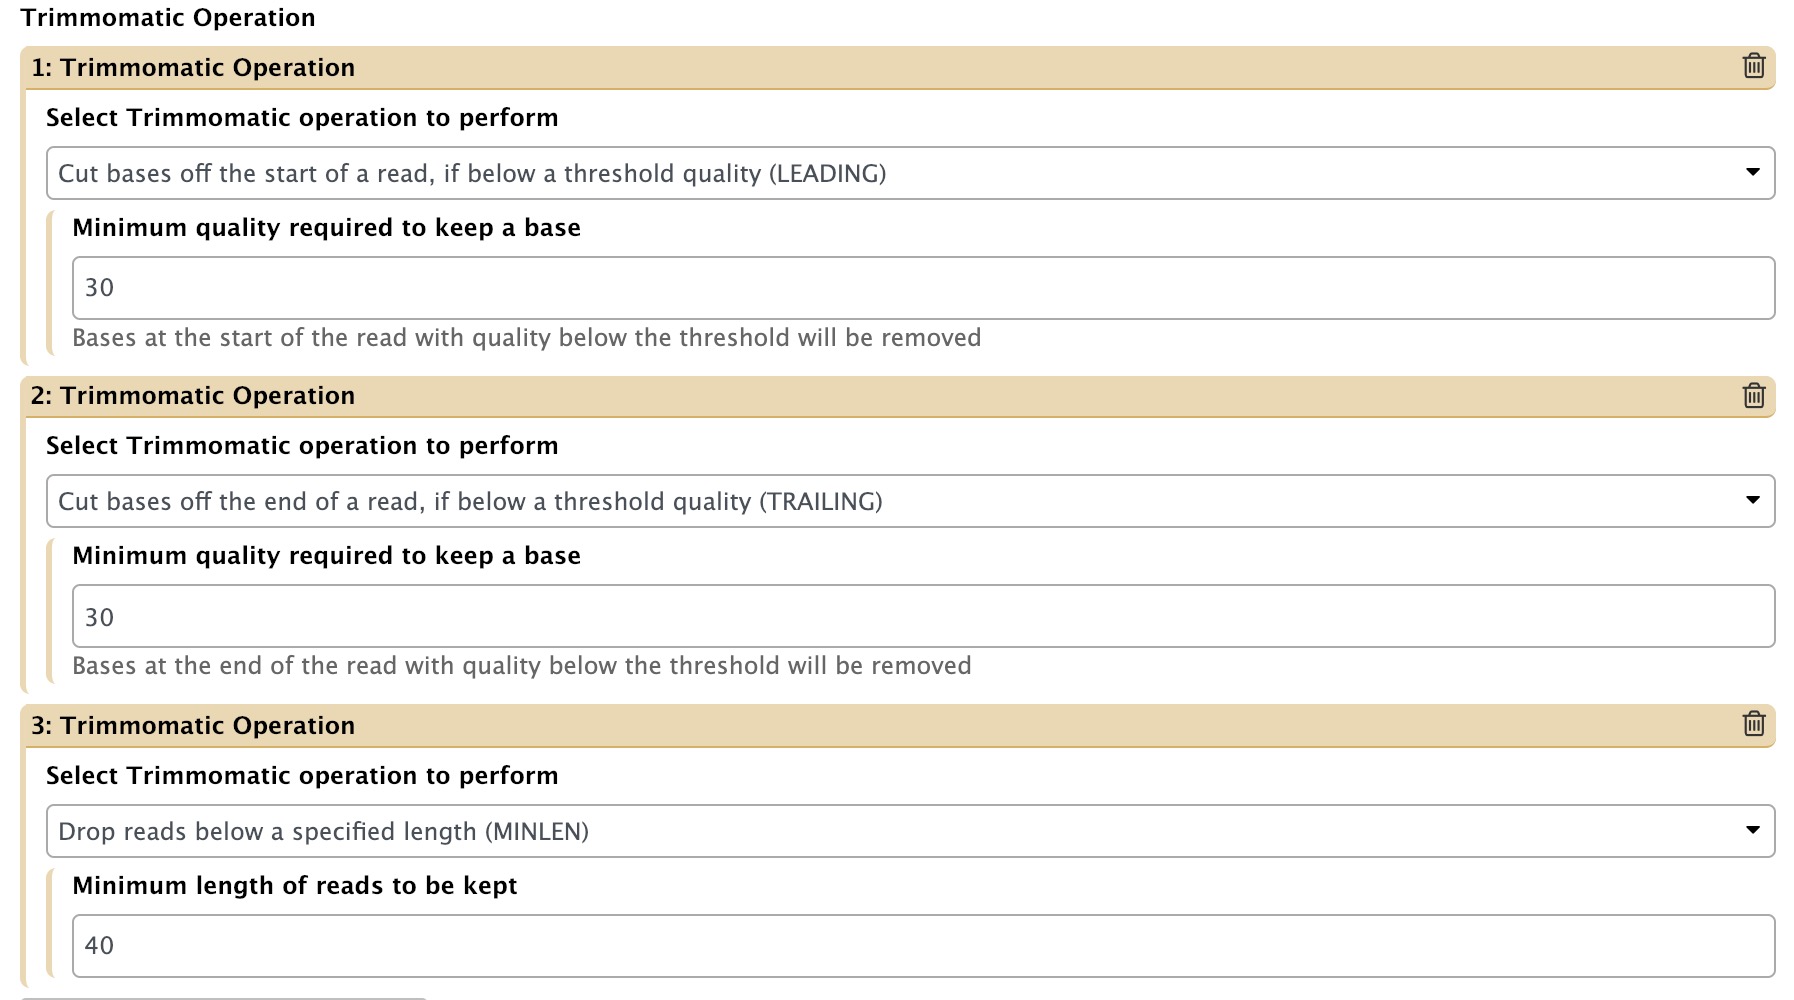 Trimmomatic Operation
1: Trimmomatic Operation
Select Trimmomatic operation to perform
Cut bases off the start of a read, if below a threshold quality (LEADING)
Minimum quality required to keep a base
30
Bases at the start of the read with quality below the threshold will be removed
2: Trimmomatic Operation
Select Trimmomatic operation to perform
Cut bases off the end of a read, if below a threshold quality (TRAILING)
Minimum quality required to keep a base
30
Bases at the end of the read with quality below the threshold will be removed
3: Trimmomatic Operation
Select Trimmomatic operation to perform
Drop reads below a specified length (MINLEN)
Minimum length of reads to be kept
40